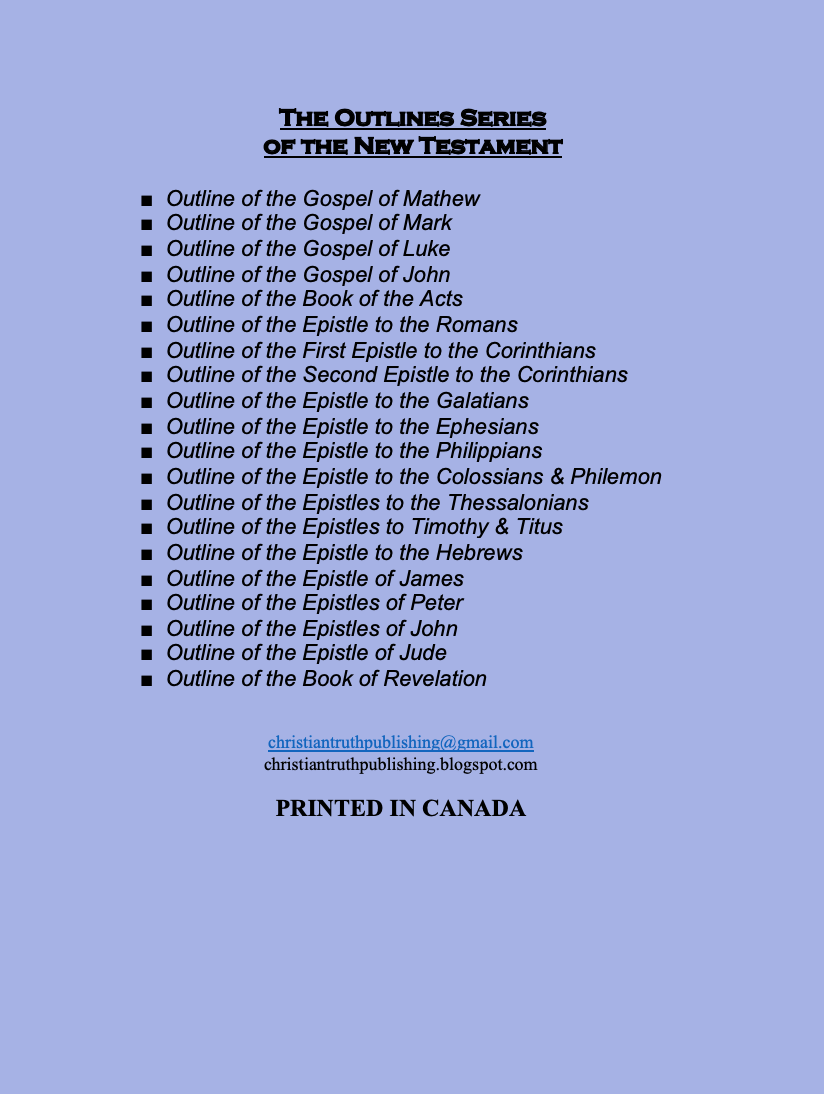 The Outlines Series
of the New Testament
■ Outline of the Gospel of Mathew
■ Outline of the Gospel of Mark
■ Outline of the Gospel of Luke
■ Outline of the Gospel of John
■ Outline of the Book of the Acts
■ Outline of the Epistle to the Romans
■ Outline of the First Epistle to the Corinthians
■ Outline of the Second Epistle to the Corinthians
■ Outline of the Epistle to the Galatians
■ Outline of the Epistle to the Ephesians
■ Outline of the Epistle to the Philippians
■ Outline of the Epistle to the Colossians & Philemon
■ Outline of the Epistles to the Thessalonians
■ Outline of the Epistles to Timothy & Titus
■ Outline of the Epistle to the Hebrews
■ Outline of the Epistle of James
■ Outline of the Epistles of Peter
■ Outline of the Epistles of John
■ Outline of the Epistle of Jude
■ Outline of the Book of Revelation
christiantruthpublishing@gmail.com
christiantruthpublishing.blogspot.com
PRINTED IN CANADA